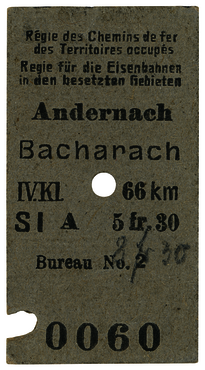 Régie des Chemins de fer
des Territoires occupés
Regie für die Eisenbahnen
in den besetzten Gebieten
Andernach
Bacharach
IV.Kl. 66 km
SI A 5 fr. 30
Bureau No. 2
0060